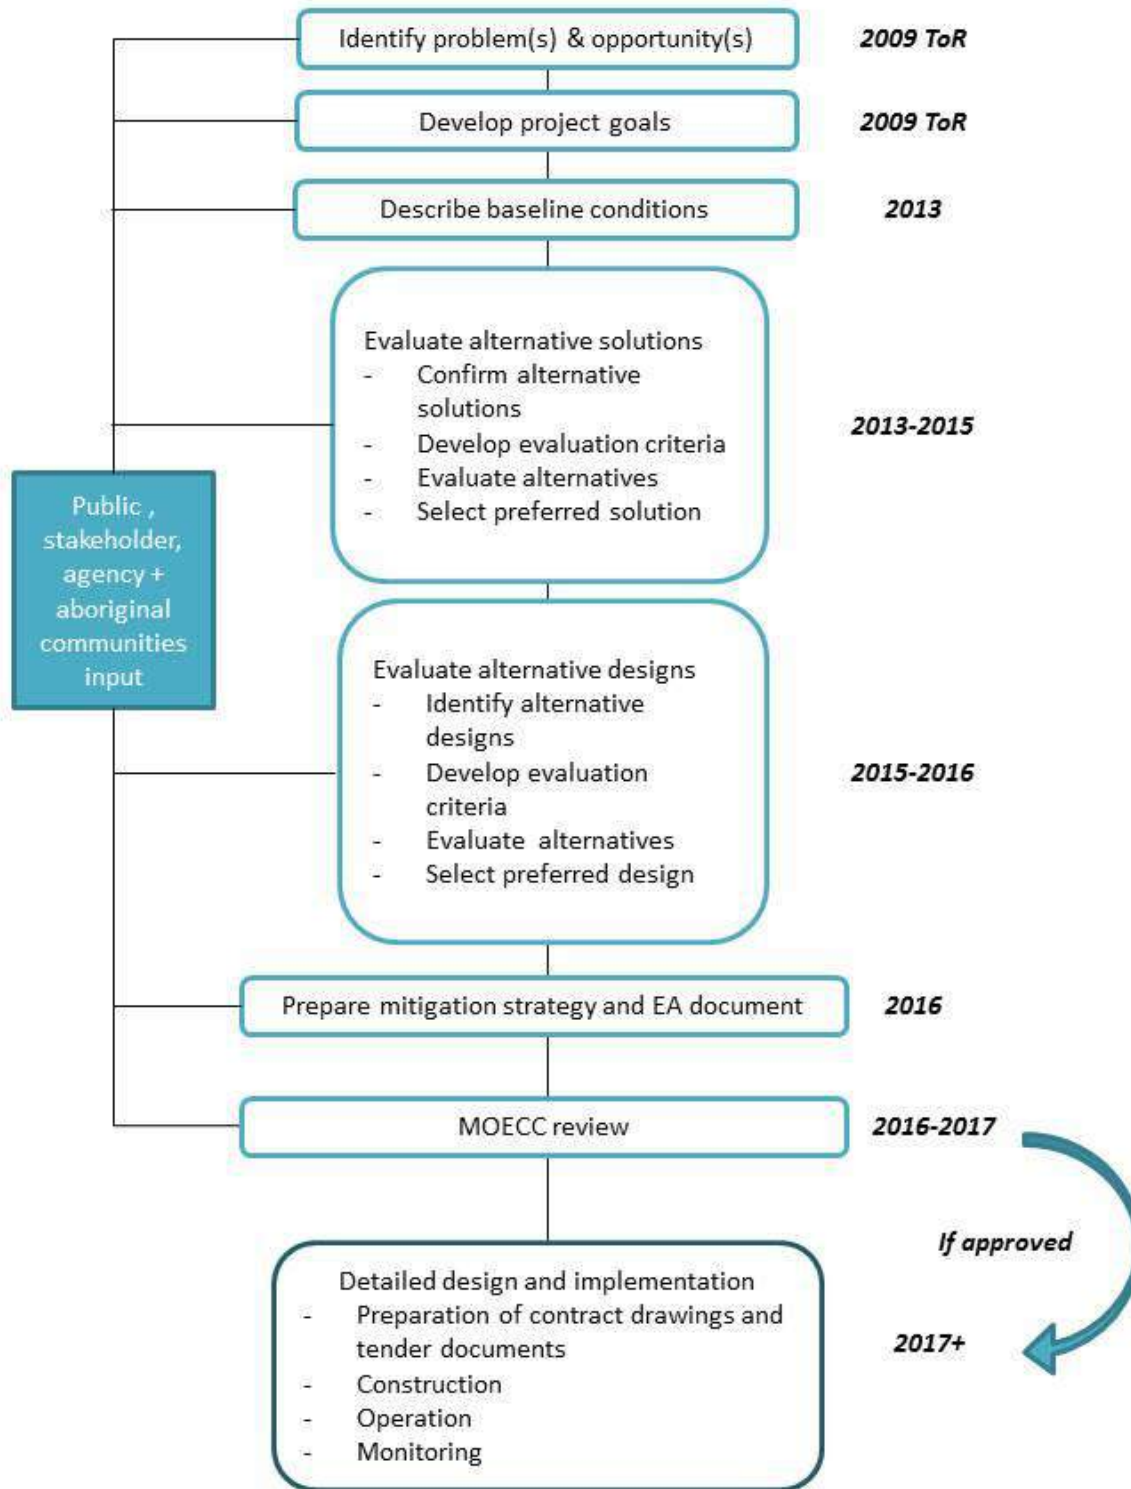 Identify problem(s) & opportunity(s)
2009 ToR
Develop project goals
2009 ToR
Describe baseline conditions
2013
Evaluate alternative solutions
- Confirm alternative
solutions
- Develop evaluation criteria
- Evaluate alternatives
- Select preferred solution
2013-2015
Public ,
stakeholder,
agency +
aboriginal
communities
input
Evaluate alternative designs
- Identify alternative
designs
- Develop evaluation
criteria
- Evaluate alternatives
- Select preferred design
2015-2016
Prepare mitigation strategy and EA document
2016
MOECC review
2016-2017
If approved
Detailed design and implementation
- Preparation of contract drawings and
tender documents
- Construction
- Operation
- Monitoring
2017+